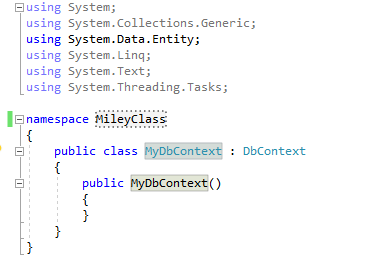 using System;
using System.Collections.Generic;
using System.Data.Entity;
using System.Linq;
using System.Text;
using System.Threading.Tasks;
namespace MileyClass
{
public class MyDbContext : DbContext
{
public MyDbContext()
{
}
}
}